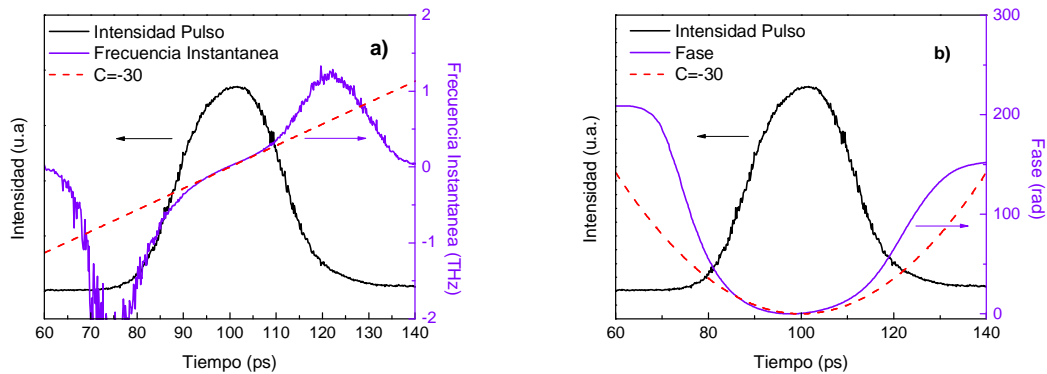 Intensidad Pulso
Frecuencia Instantanea
C=-30
a)
Intensidad (u.a)
Frecuencia Instantanea (THz)
2
1
0
-1
-2
60 70 80 90 100 110 120 130 140
Tiempo (ps)
Intensidad Pulso
Fase
C=-30
b)
Intensidad (u.a.)
Fase (rad)
300
200
100
0
60 80 100 120 140
Tiempo (ps)